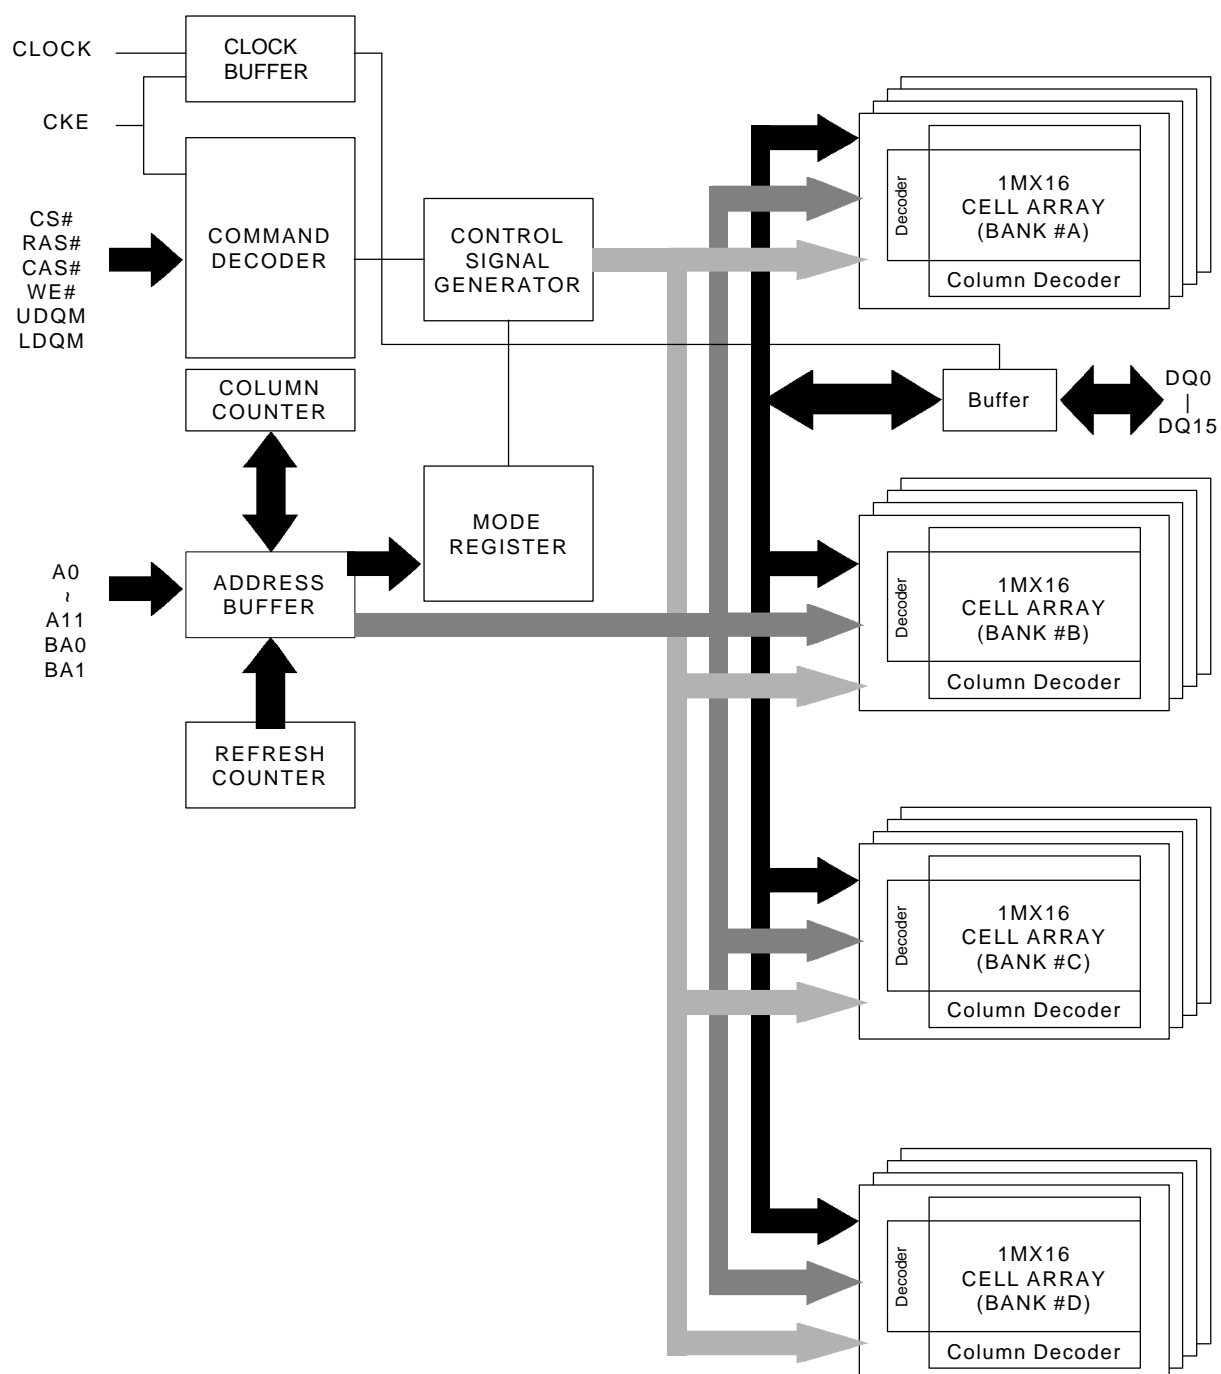 CLOCK
CLOCK
BUFFER
CKE
CS#
RAS#
CAS#
WE#
UDQM
LDQM
COMMAND
DECODER
CONTROL
SIGNAL
GENERATOR
COLUMN
COUNTER
MODE
REGISTER
A0
~
A11
BA0
BA1
ADDRESS
BUFFER
REFRESH
COUNTER
Decoder
1MX16
CELL ARRAY
(BANK #A)
Column Decoder
Buffer
DQ0
|
DQ15
Decoder
1MX16
CELL ARRAY
(BANK #B)
Column Decoder
Decoder
1MX16
CELL ARRAY
(BANK #C)
Column Decoder
Decoder
1MX16
CELL ARRAY
(BANK #D)
Column Decoder